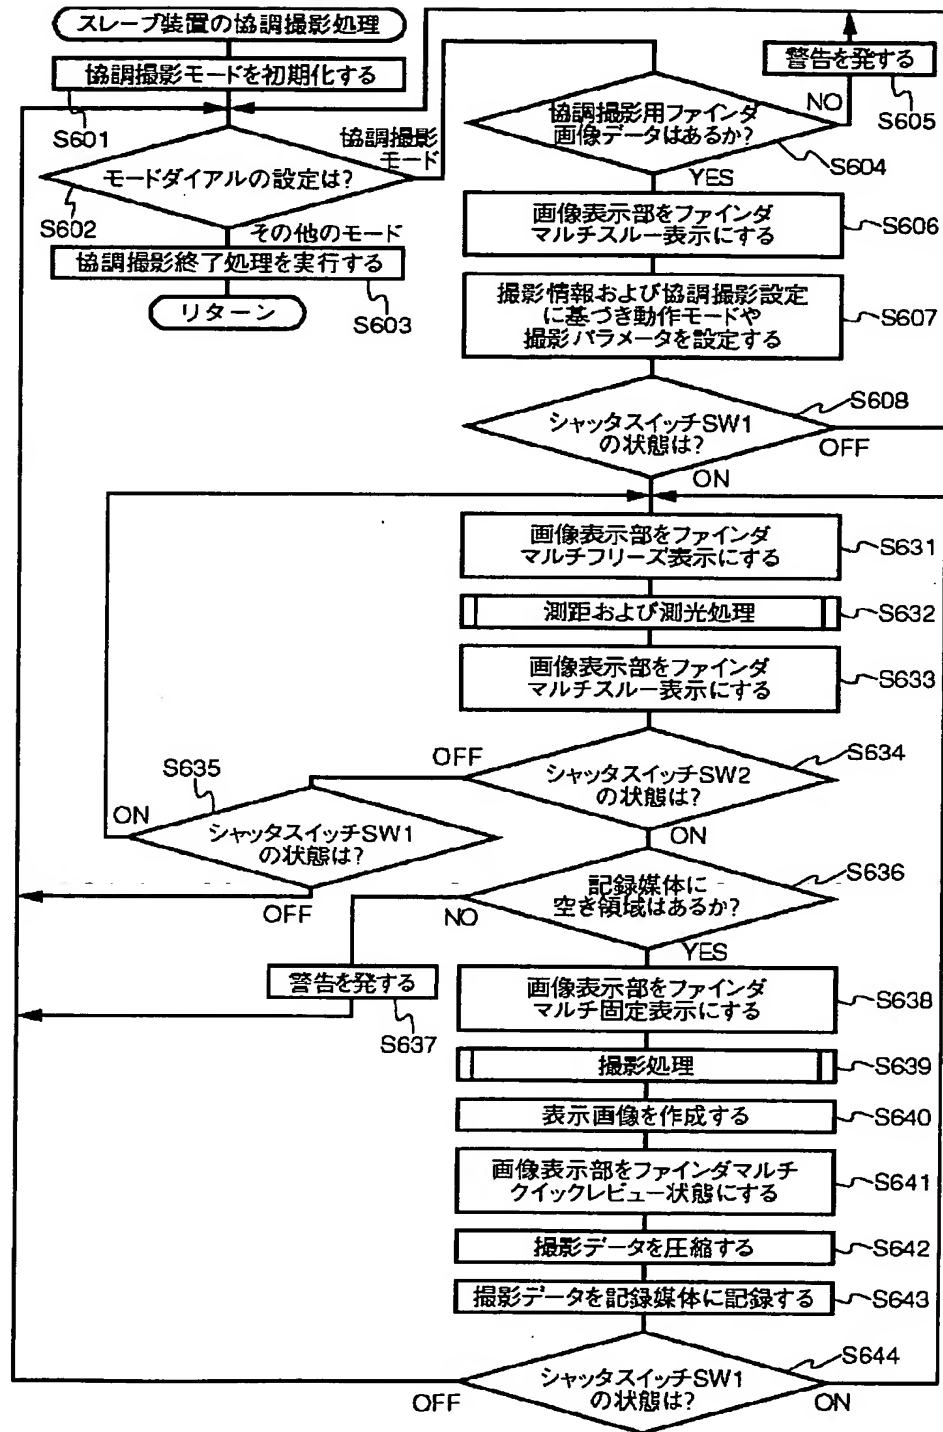 スレーブ装置の協調撮影処理
協調撮影モードを初期化する
S601
モードダイアルの設定は?
S602
協調撮影
モード
その他のモード
協調撮影終了処理を実行する
S603
リターン
協調撮影用ファインダ
画像データはあるか?
S604
NO
警告を発する
S605
YES
画像表示部をファインダ
マルチスルー表示にする
S606
撮影情報および協調撮影設定
に基づき動作モードや
撮影パラメータを設定する
S607
シャッタスイッチSW1
の状態は?
S608
OFF
ON
画像表示部をファインダ
マルチフリーズ表示にする
S631
測距および測光処理
S632
画像表示部をファインダ
マルチスルー表示にする
S633
シャッタスイッチSW2
の状態は?
S634
OFF
ON
S635
シャッタスイッチSW1
の状態は?
ON
OFF
記録媒体に
空き領域はあるか?
S636
NO
YES
警告を発する
S637
画像表示部をファインダ
マルチ固定表示にする
S638
撮影処理
S639
表示画像を作成する
S640
画像表示部をファインダマルチ
クイックレビュー状態にする
S641
撮影データを圧縮する
S642
撮影データを記録媒体に記録する
S643
シャッタスイッチSW1
の状態は?
S644
OFF
ON